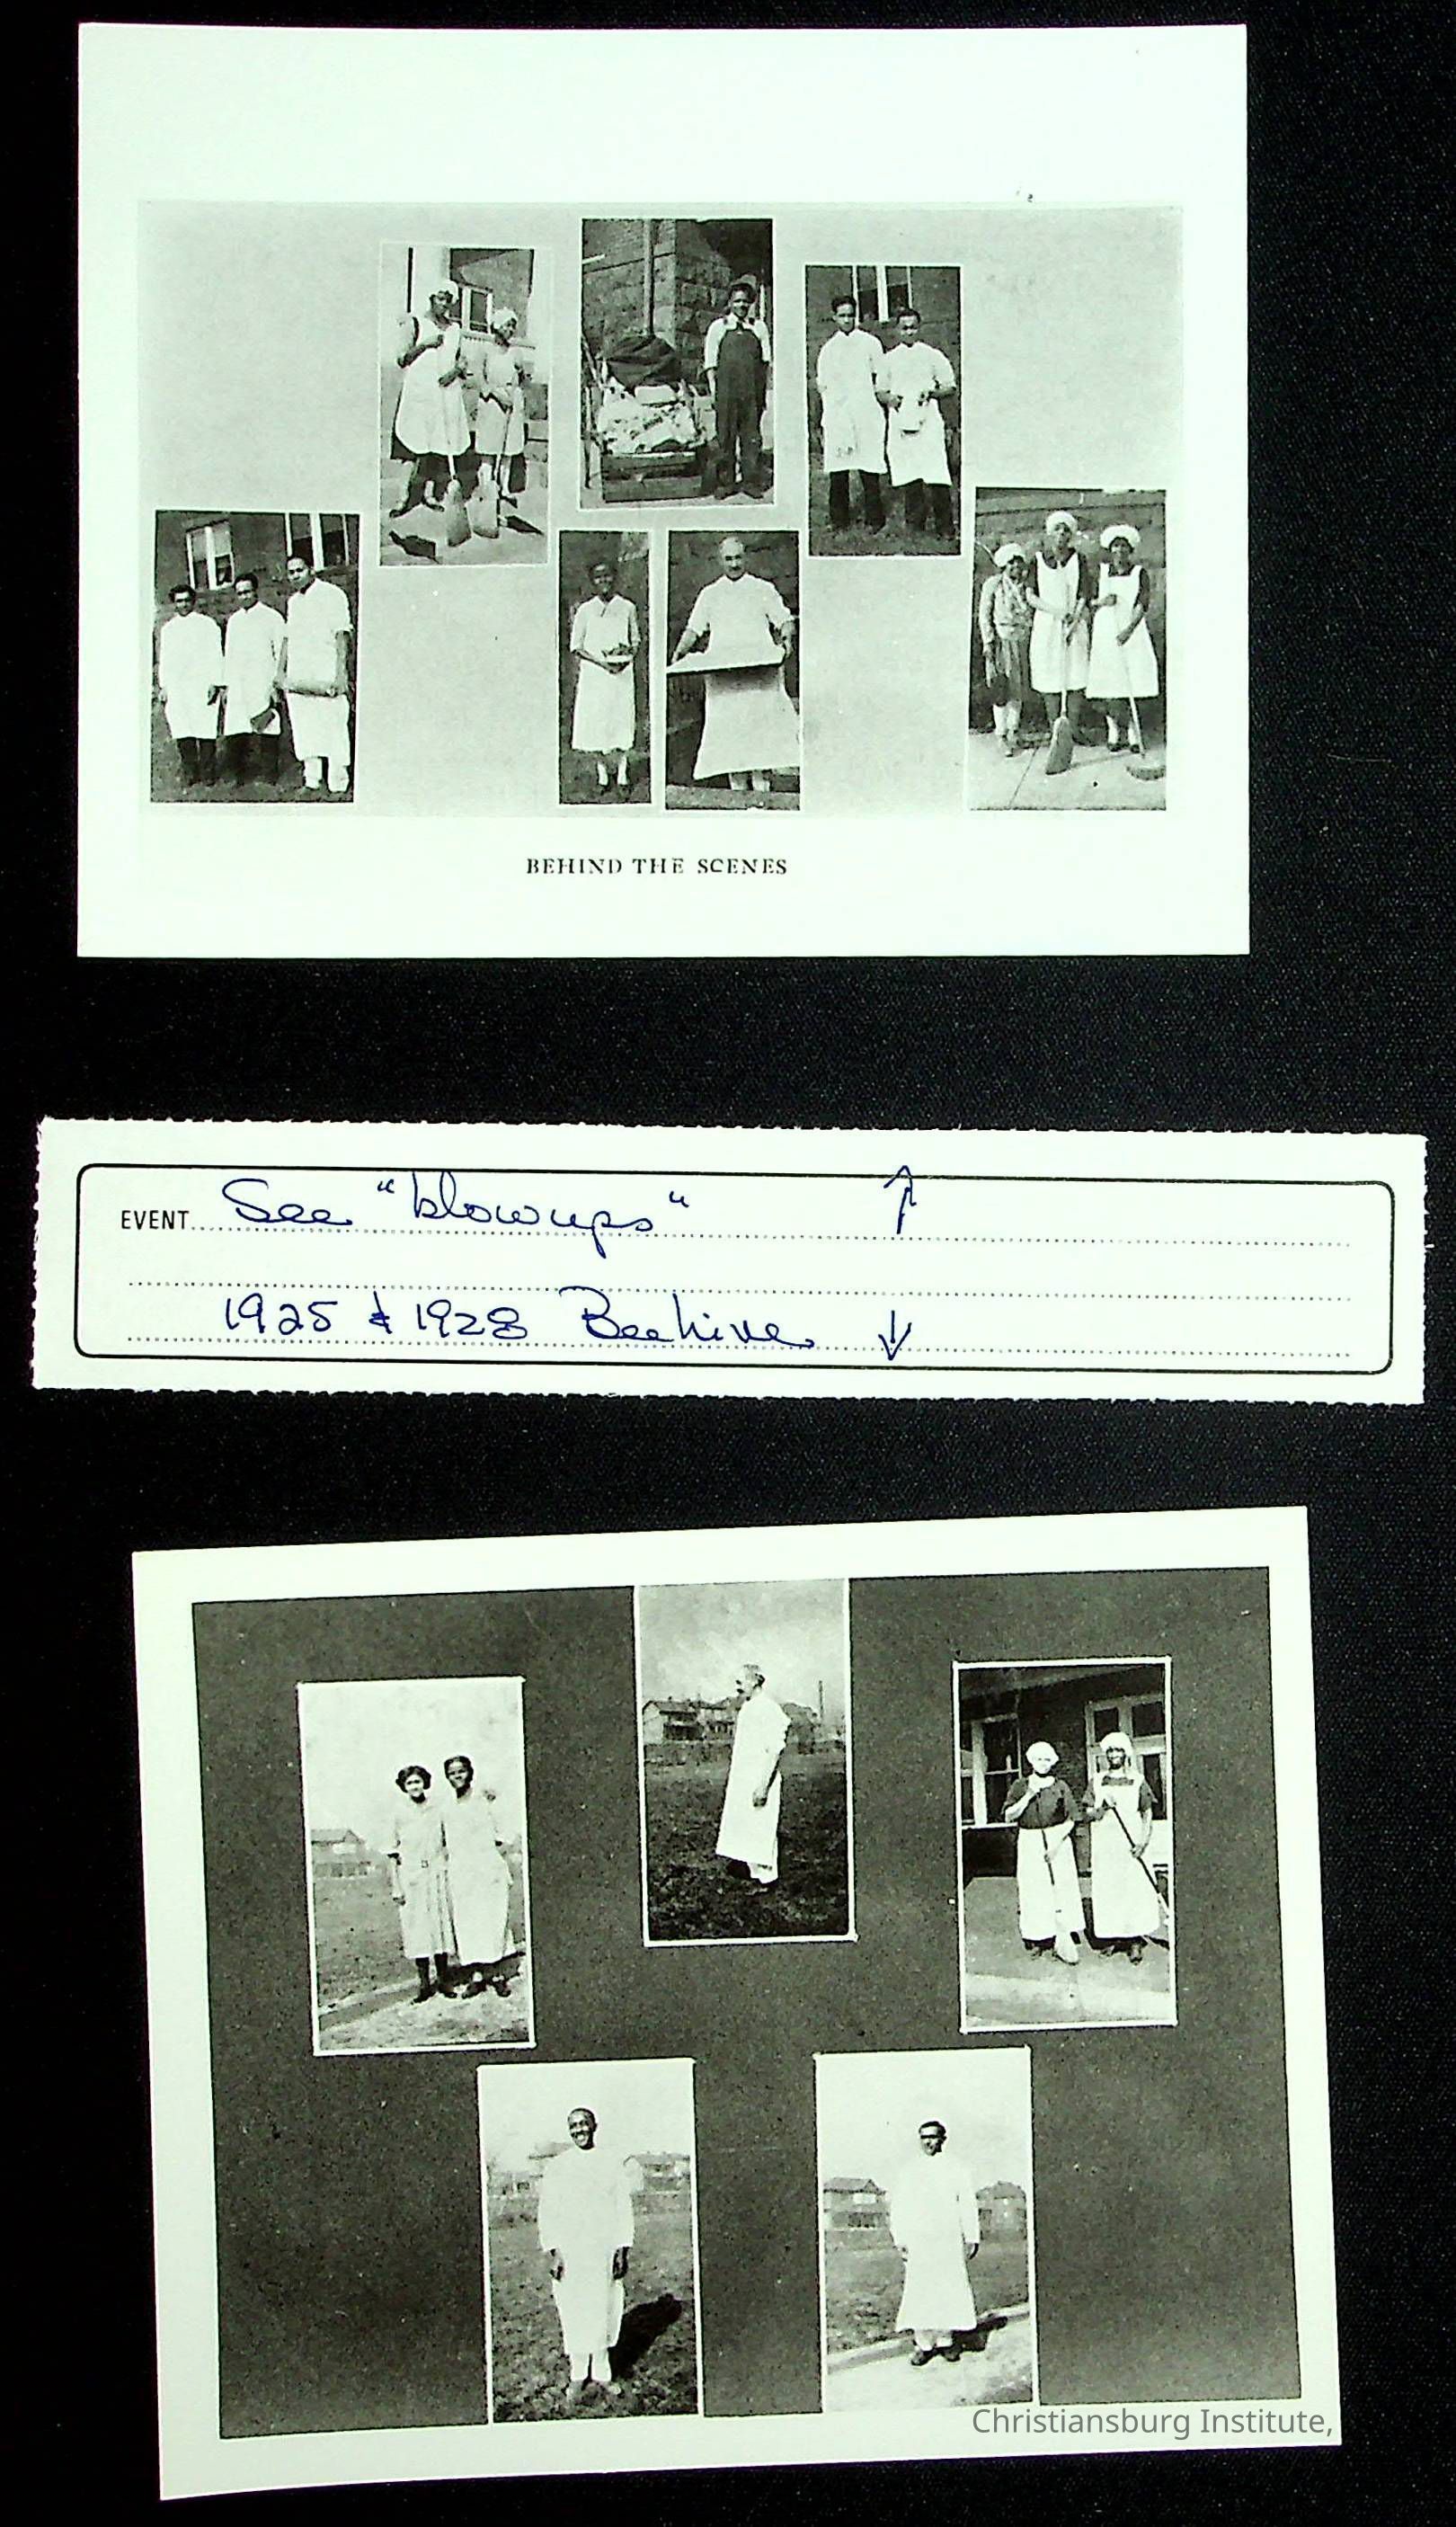 BEHIND THE SCENES
EVENT See "blowups" ↑
1925 & 1928 Beehive ↓
Christiansburg Institute,